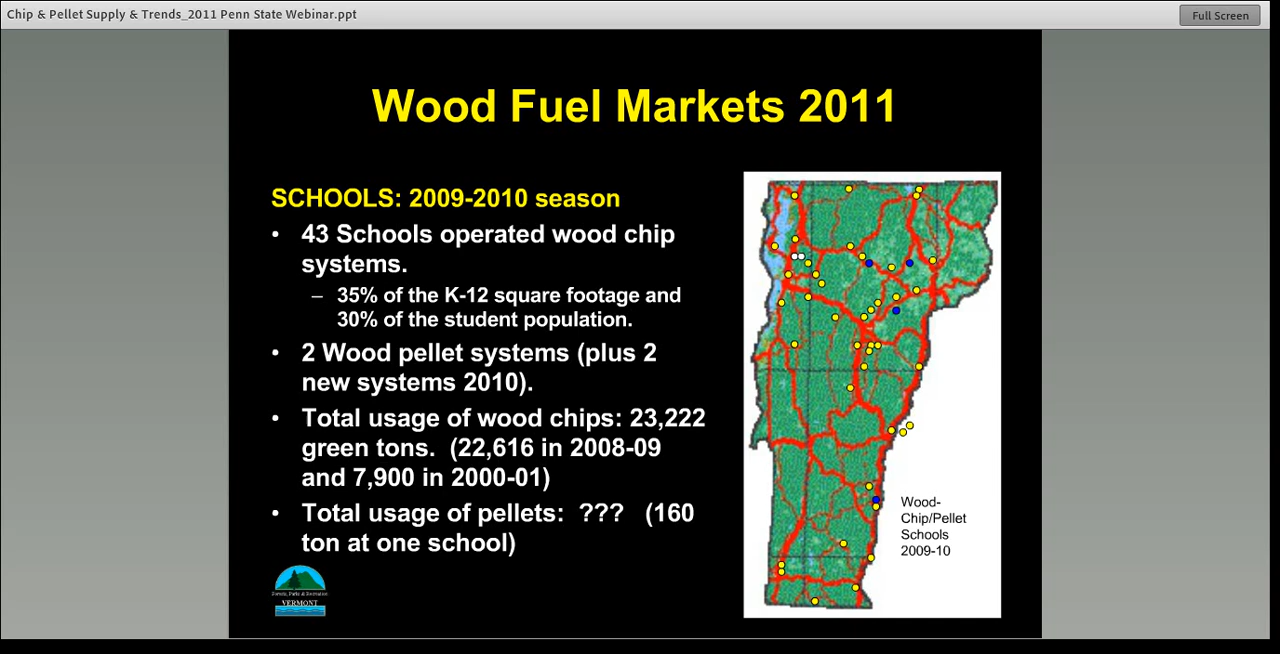 Chip & Pellet Supply & Trends_2011 Penn State Webinar.ppt
Full Screen
Wood Fuel Markets 2011
SCHOOLS: 2009-2010 season
• 43 Schools operated wood chip
systems.
– 35% of the K-12 square footage and
30% of the student population.
• 2 Wood pellet systems (plus 2
new systems 2010).
• Total usage of wood chips: 23,222
green tons. (22,616 in 2008-09
and 7,900 in 2000-01)
• Total usage of pellets: ??? (160
ton at one school)
Wood-
Chip/Pellet
Schools
2009-10
Forests, Parks & Recreation
VERMONT